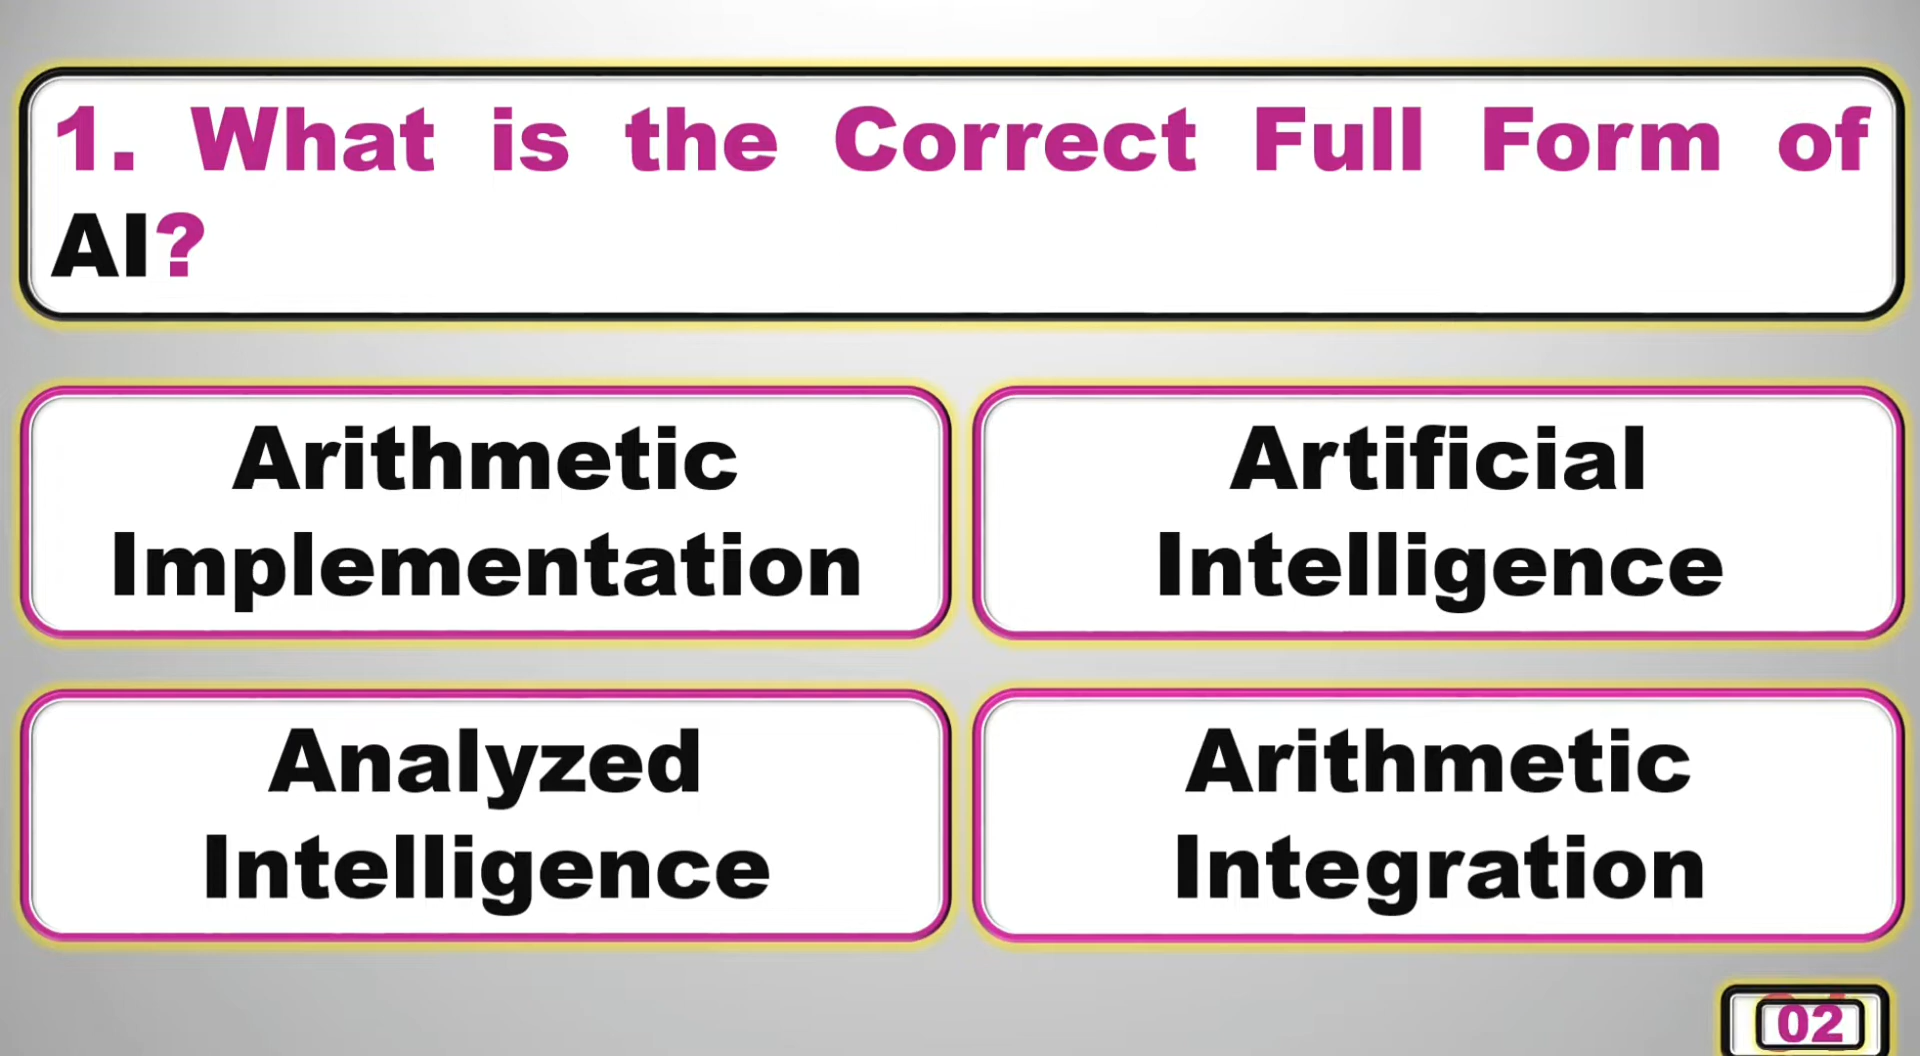 1. What is the Correct Full Form of
AI?
Arithmetic
Implementation
Artificial
Intelligence
Analyzed
Intelligence
Arithmetic
Integration
02